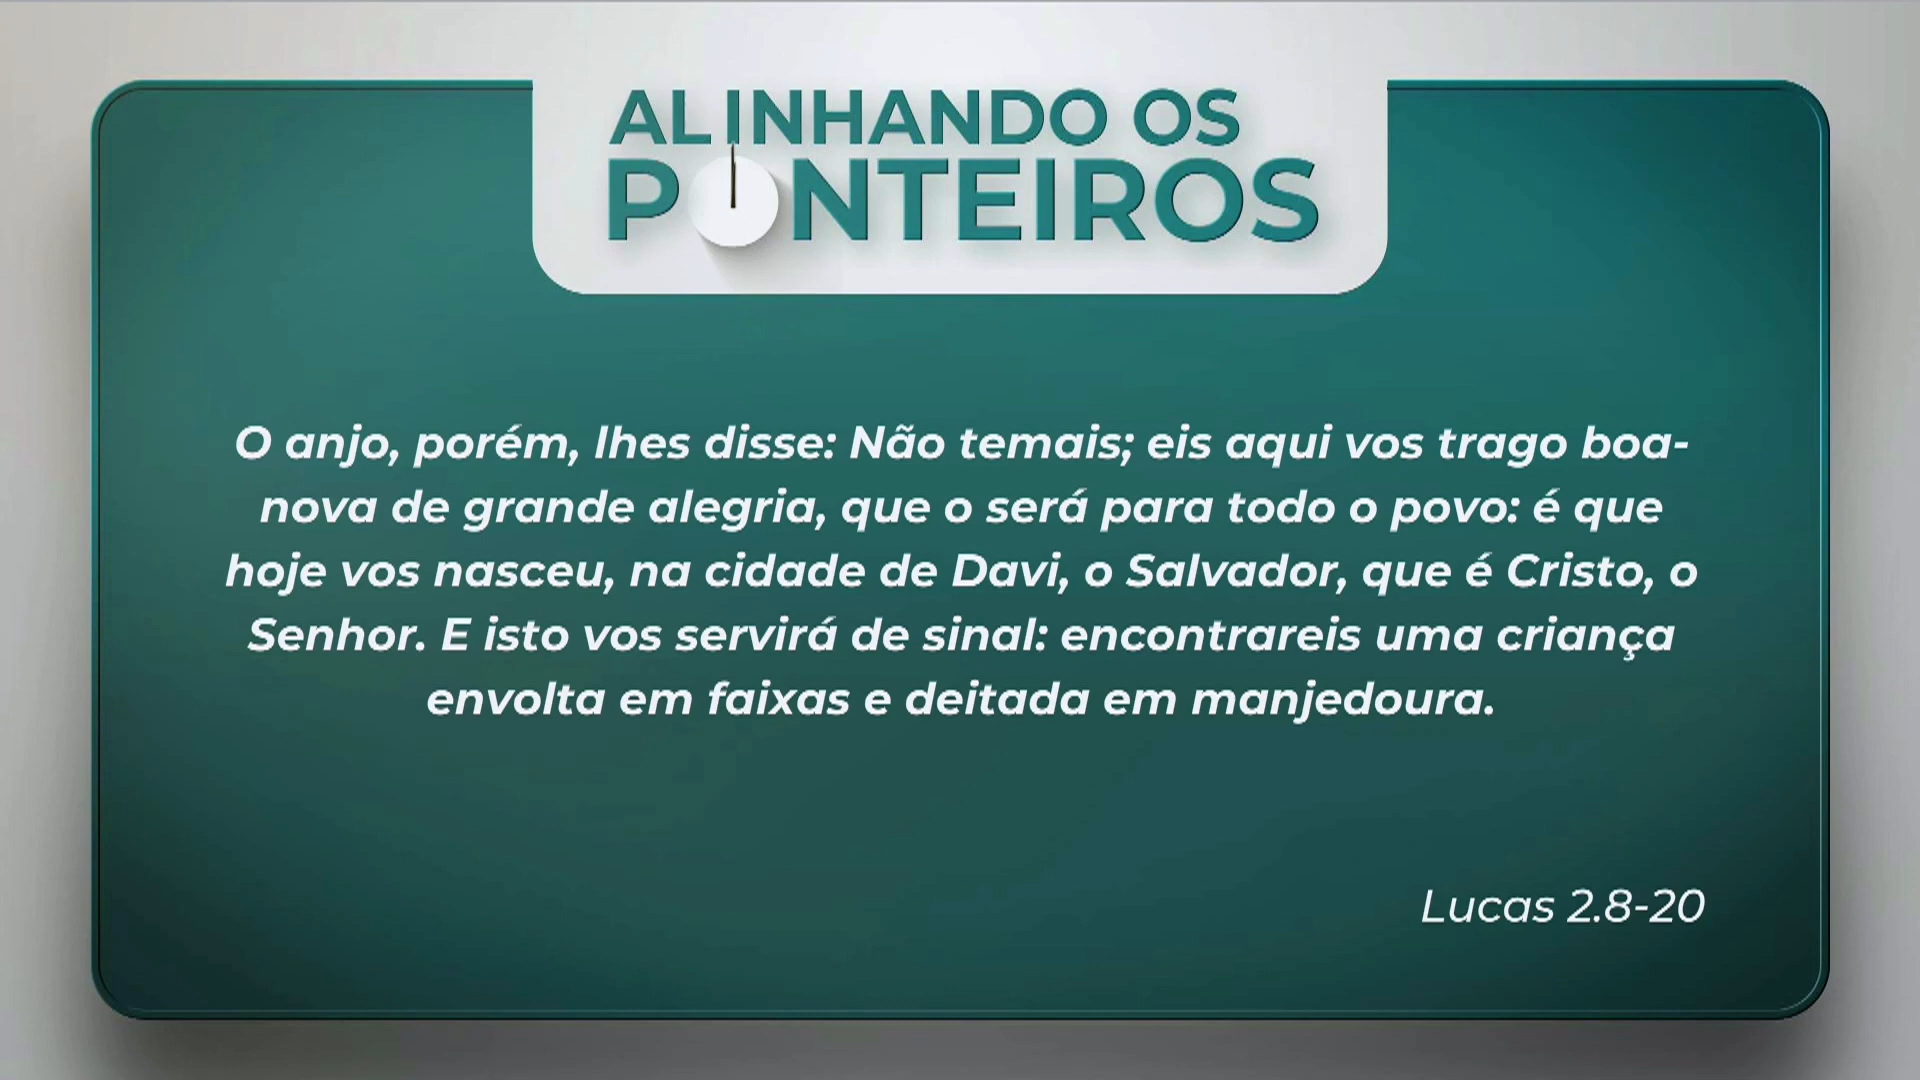 ALINHANDO OS
PONTEIROS
O anjo, porém, lhes disse: Não temais; eis aqui vos trago boa-
nova de grande alegria, que o será para todo o povo: é que
hoje vos nasceu, na cidade de Davi, o Salvador, que é Cristo, o
Senhor. E isto vos servirá de sinal: encontrareis uma criança
envolta em faixas e deitada em manjedoura.
Lucas 2.8-20